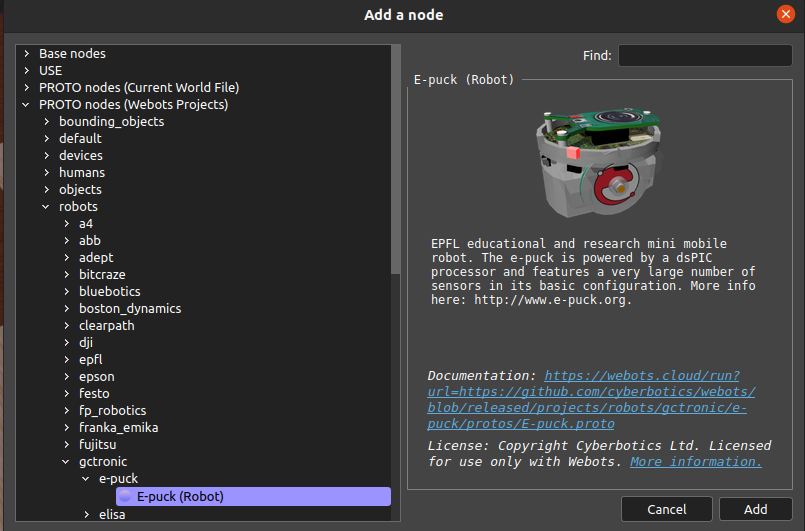 Add a node
Base nodes
USE
PROTO nodes (Current World File)
PROTO nodes (Webots Projects)
bounding_objects
default
devices
humans
objects
robots
a4
abb
adept
bitcraze
bluebotics
boston_dynamics
clearpath
dji
epfl
epson
festo
fp_robotics
franka_emika
fujitsu
gctronic
e-puck
E-puck (Robot)
elisa
Find:
E-puck (Robot)
EPFL educational and research mini mobile
robot. The e-puck is powered by a dsPIC
processor and features a very large number of
sensors in its basic configuration. More info
here: http://www.e-puck.org.
Documentation: https://webots.cloud/run?
url=https://github.com/cyberbotics/webots/
blob/released/projects/robots/gctronic/e-
puck/protos/E-puck.proto
License: Copyright Cyberbotics Ltd. Licensed
for use only with Webots. More information.
Cancel
Add